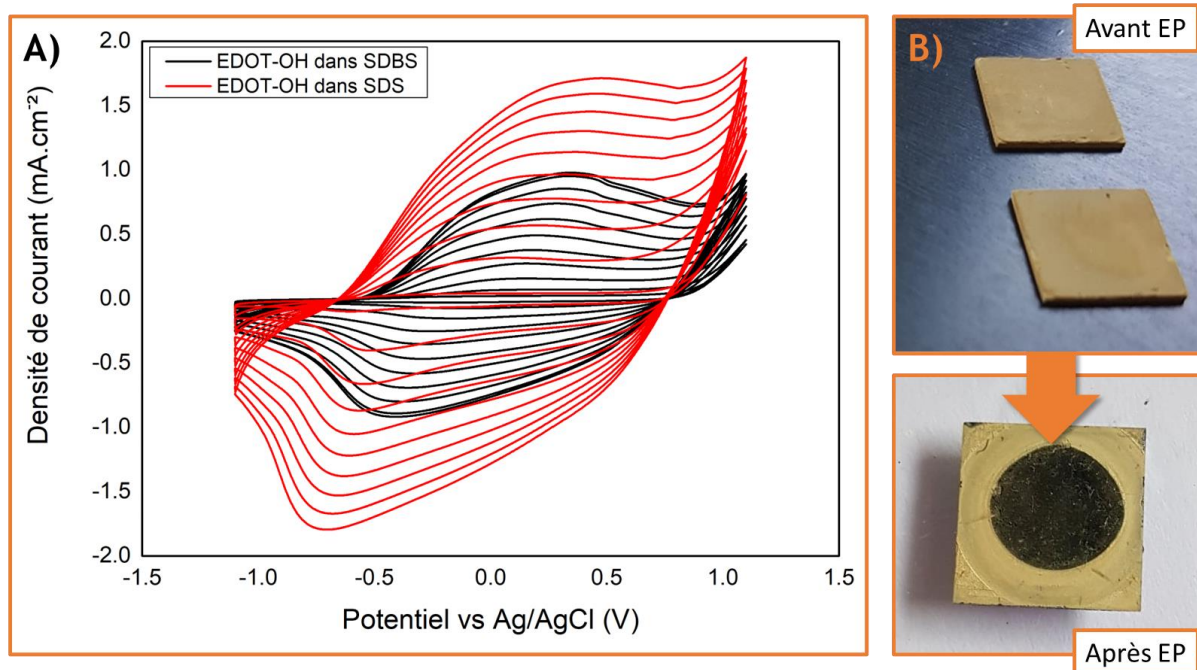 A)
EDOT-OH dans SDBS
EDOT-OH dans SDS
Densité de courant (mA.cm⁻²)
2.0
1.5
1.0
0.5
0.0
-0.5
-1.0
-1.5
-2.0
-1.5 -1.0 -0.5 0.0 0.5 1.0 1.5
Potentiel vs Ag/AgCl (V)
B)
Avant EP
Après EP